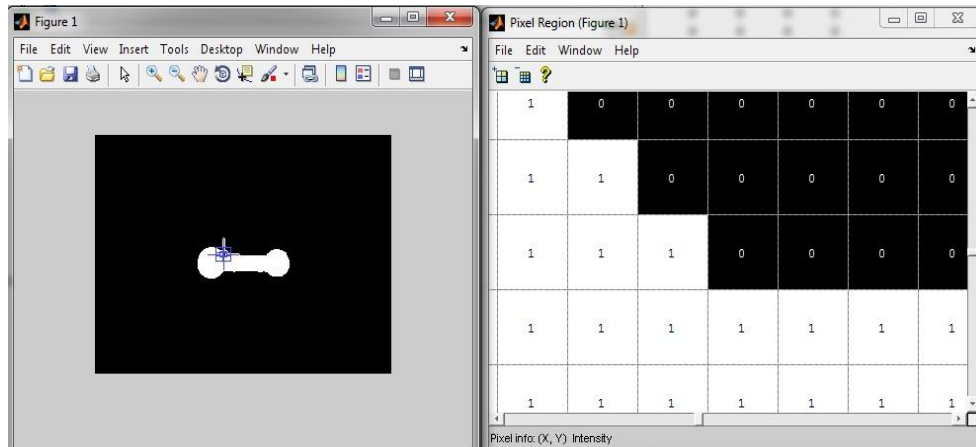 Figure 1
File Edit View Insert Tools Desktop Window Help
Pixel Region (Figure 1)
File Edit Window Help
1 0 0 0 0 0 0
1 1 0 0 0 0 0
1 1 1 0 0 0 0
1 1 1 1 1 1 1
1 1 1 1 1 1 1
Pixel info: (X, Y) Intensity